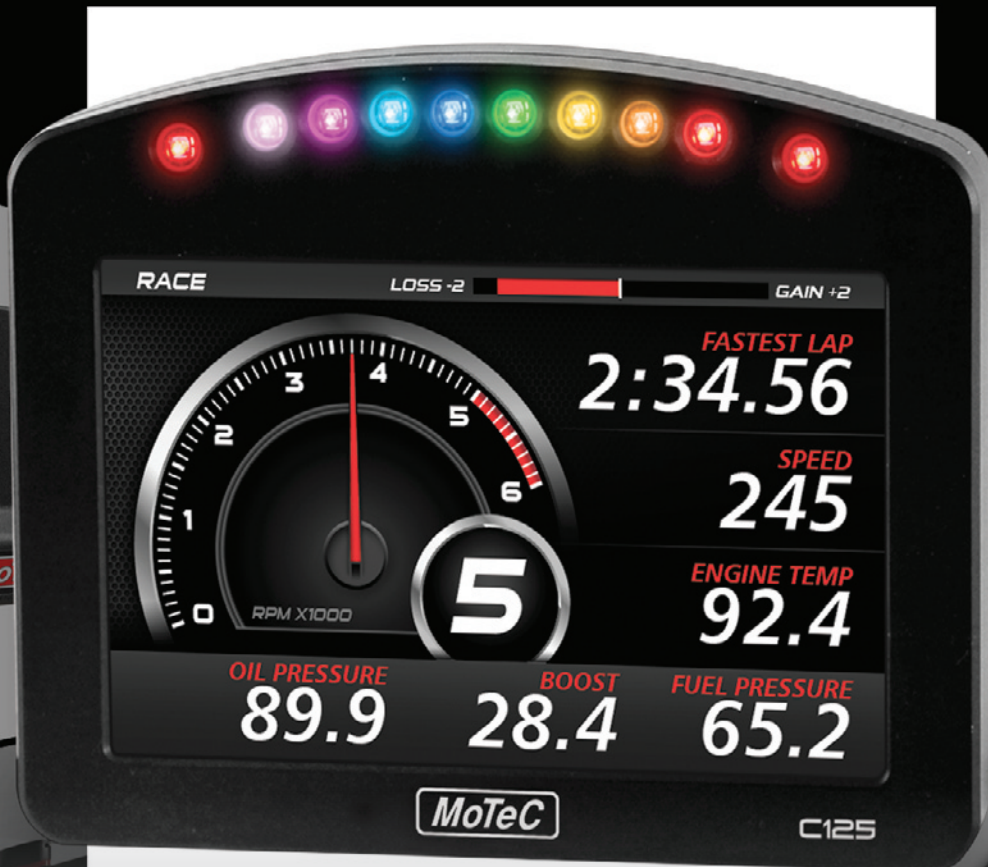 RACE
LOSS -2
GAIN +2
FASTEST LAP
2:34.56
SPEED
245
ENGINE TEMP
92.4
0
1
2
3
4
5
6
RPM X1000
5
OIL PRESSURE
89.9
BOOST
28.4
FUEL PRESSURE
65.2
MoTeC
C125